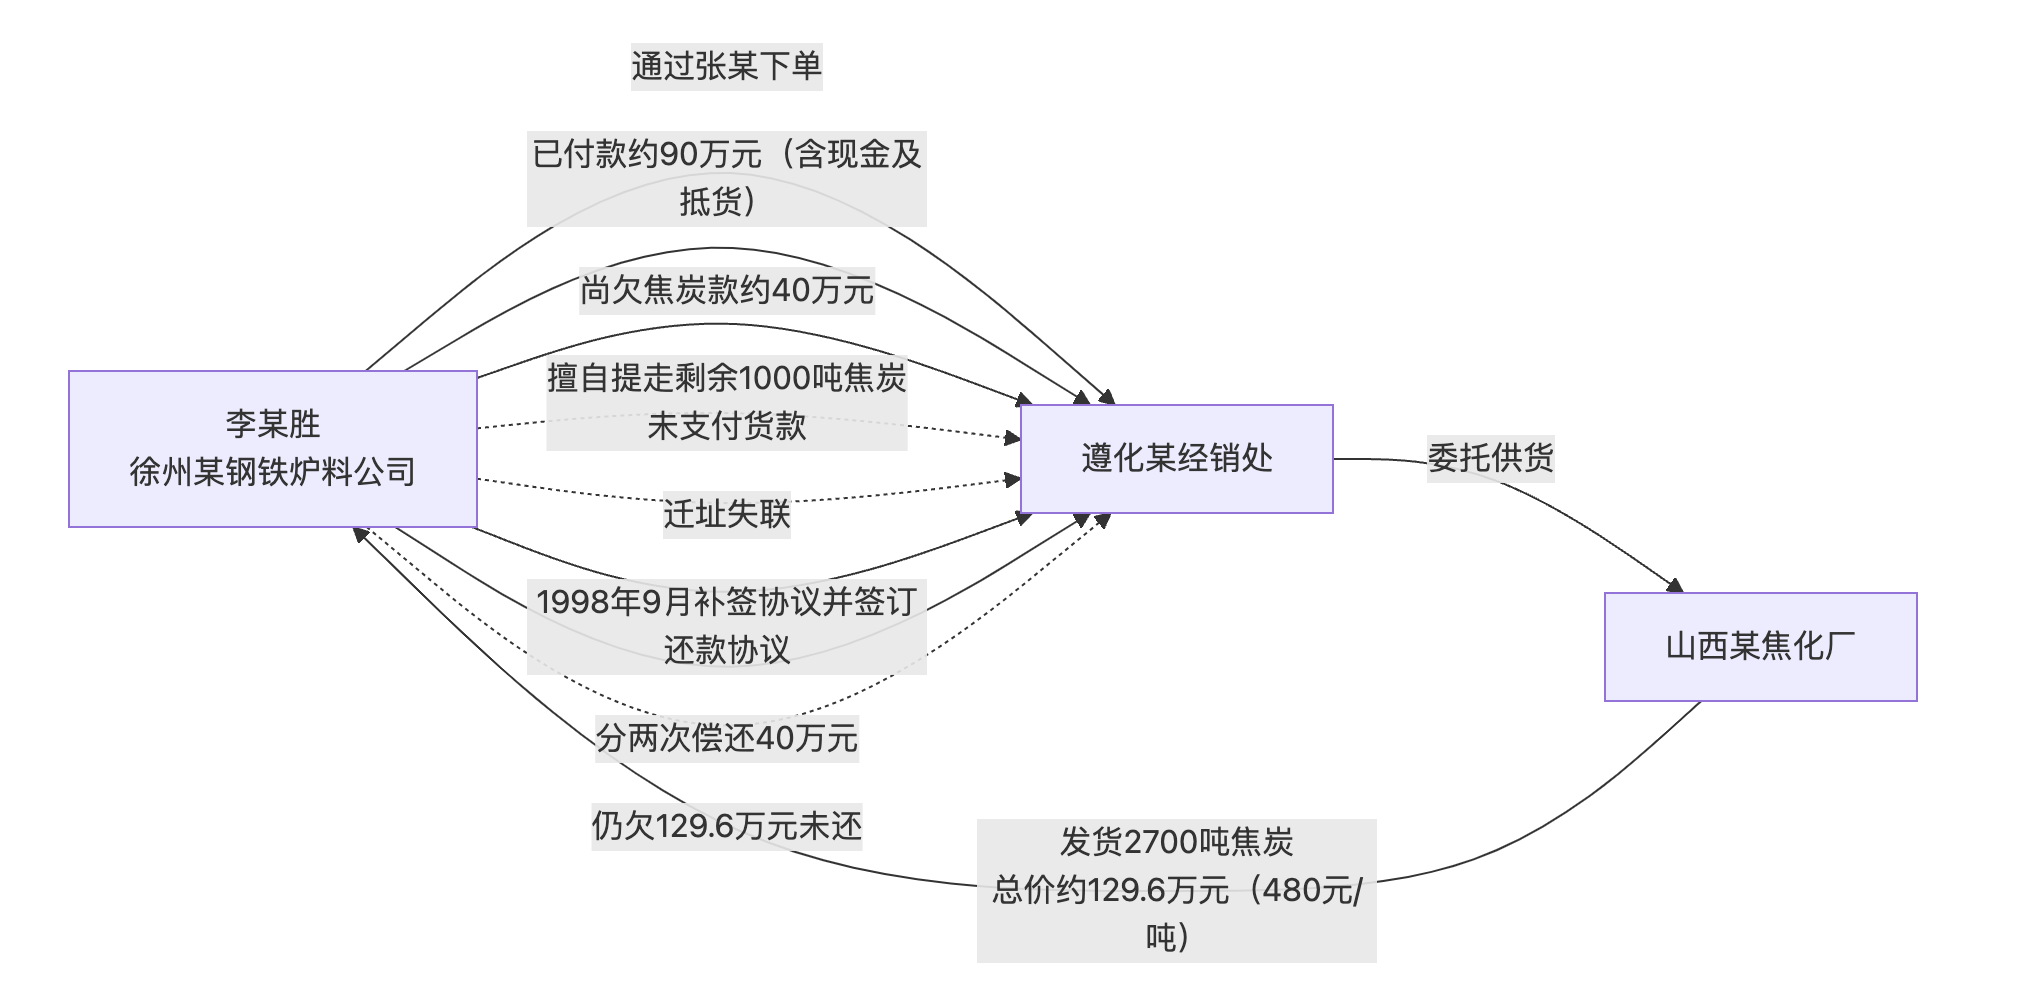 通过张某下单
已付款约90万元（含现金及
抵货）
尚欠焦炭款约40万元
擅自提走剩余1000吨焦炭
未支付货款
李某胜
徐州某钢铁炉料公司
遵化某经销处
委托供货
迁址失联
1998年9月补签协议并签订
还款协议
山西某焦化厂
分两次偿还40万元
仍欠129.6万元未还
发货2700吨焦炭
总价约129.6万元（480元/
吨）